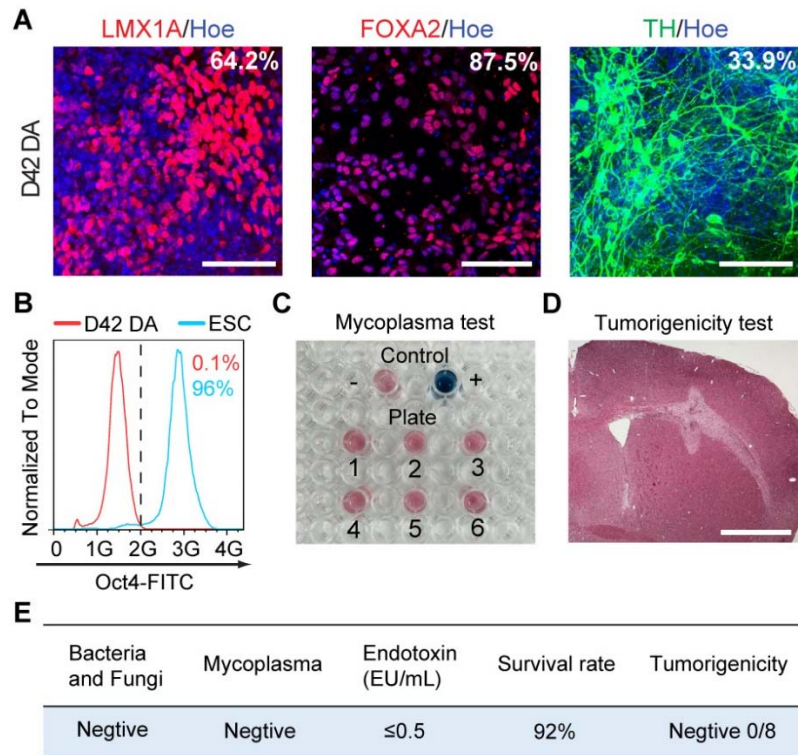 A
LMX1A/Hoe
FOXA2/Hoe
TH/Hoe
D42 DA
64.2%
87.5%
33.9%
B
D42 DA
ESC
0.1%
96%
Normalized To Mode
0 1G 2G 3G 4G
Oct4-FITC
C
Mycoplasma test
Control
- +
Plate
1 2 3
4 5 6
D
Tumorigenicity test
E
Bacteria and Fungi
Mycoplasma
Endotoxin (EU/mL)
Survival rate
Tumorigenicity
Negtive
Negtive
≤0.5
92%
Negtive 0/8